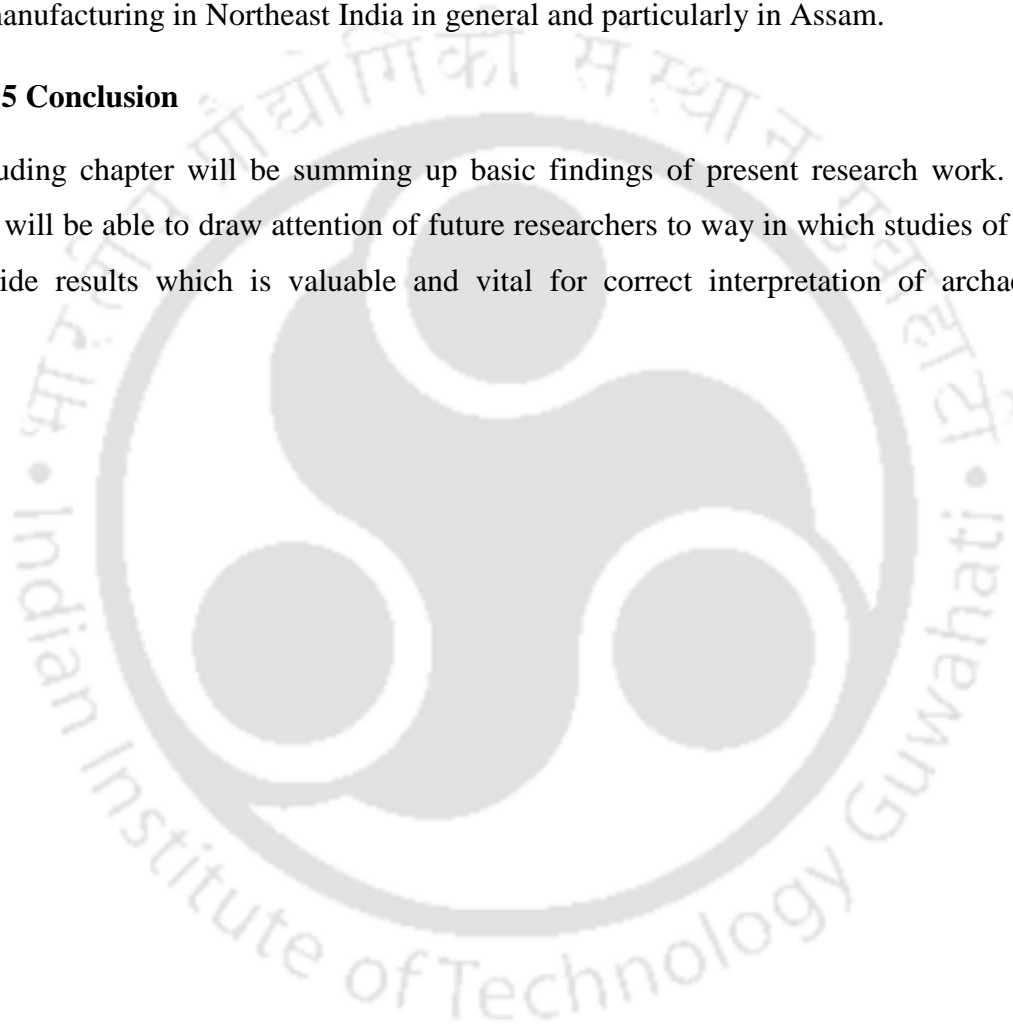 manufacturing in Northeast India in general and particularly in Assam.
5 Conclusion
uding chapter will be summing up basic findings of present research work.
will be able to draw attention of future researchers to way in which studies of
ide results which is valuable and vital for correct interpretation of archae
भारतीय प्रौद्योगिकी संस्थान गुवाहाटी
• Indian Institute of Technology Guwahati •